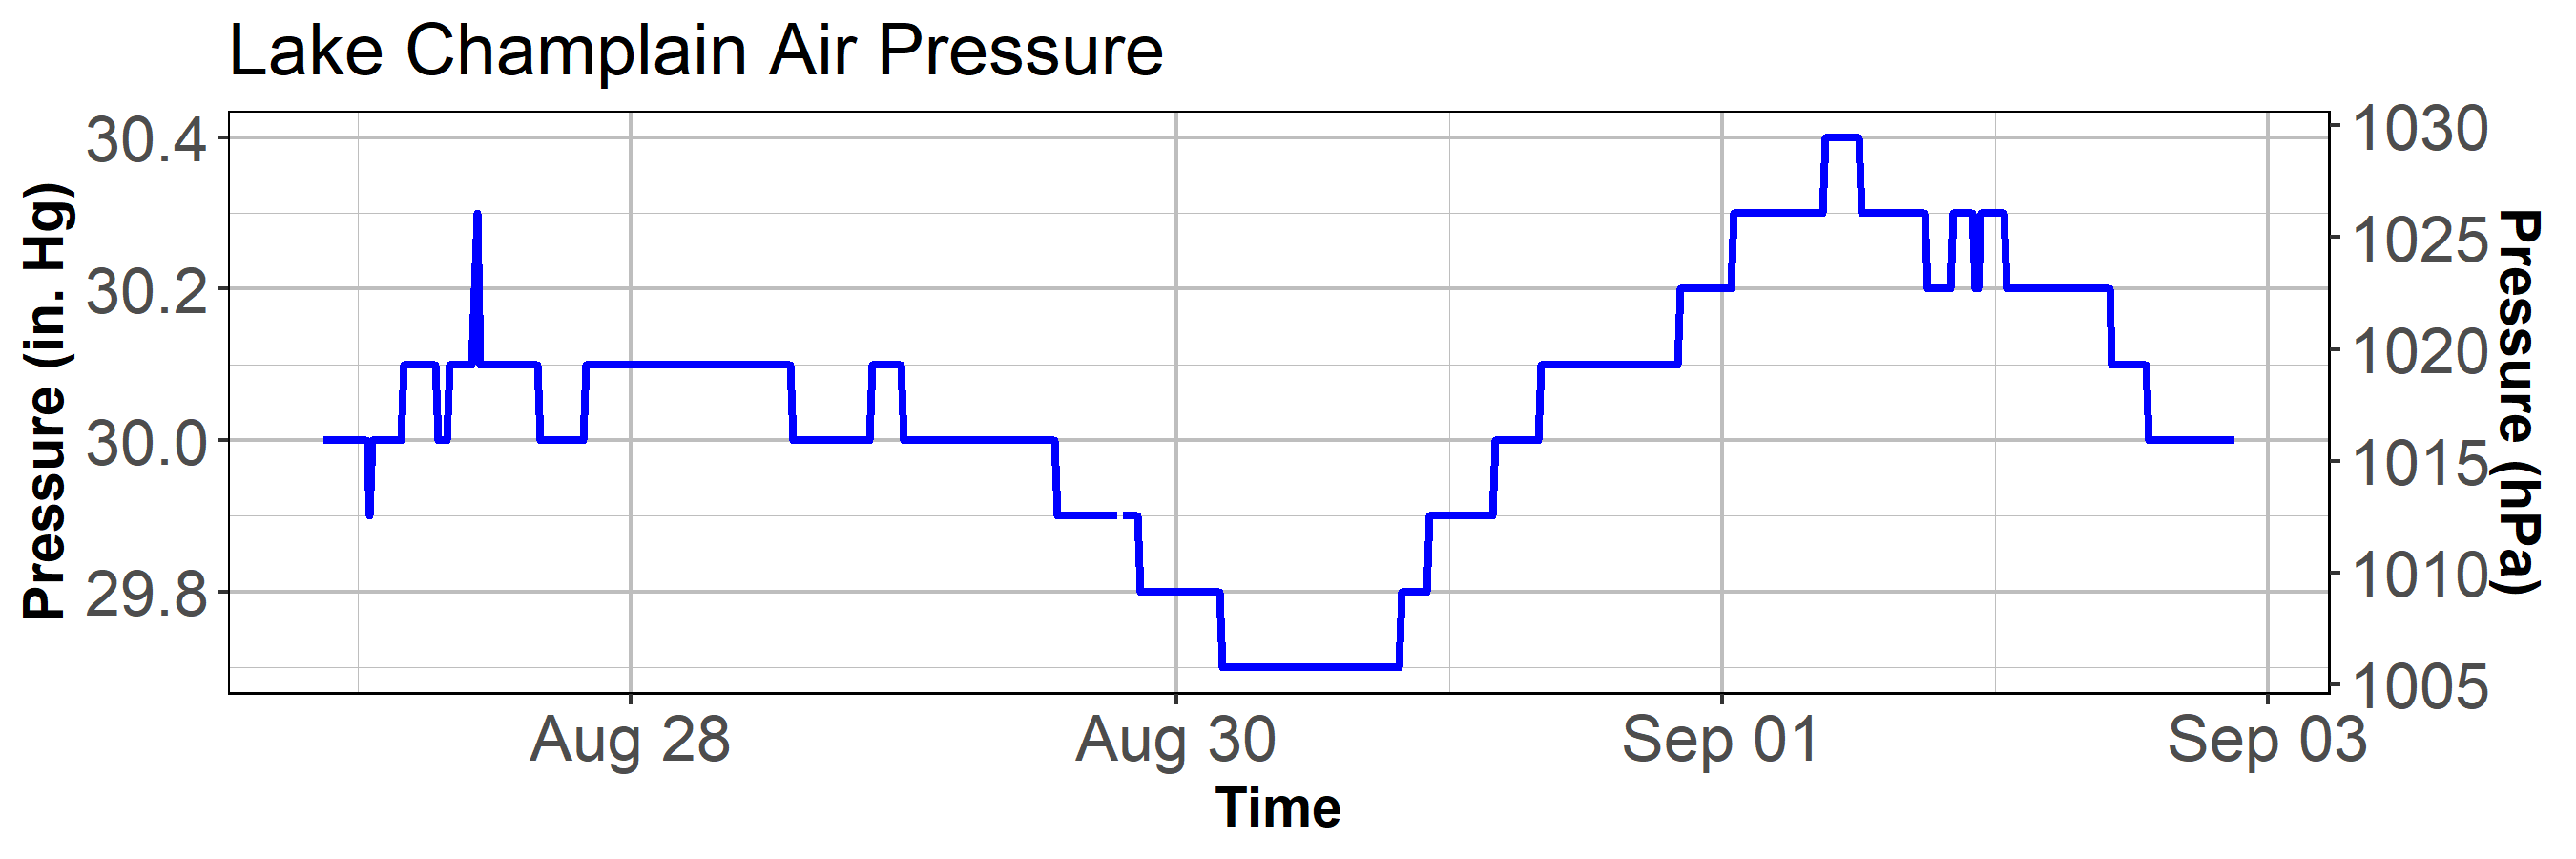 Lake Champlain Air Pressure
Pressure (in. Hg)
30.4
30.2
30.0
29.8
1030
1025
1020
1015
1010
1005
Pressure (hPa)
Aug 28
Aug 30
Sep 01
Sep 03
Time